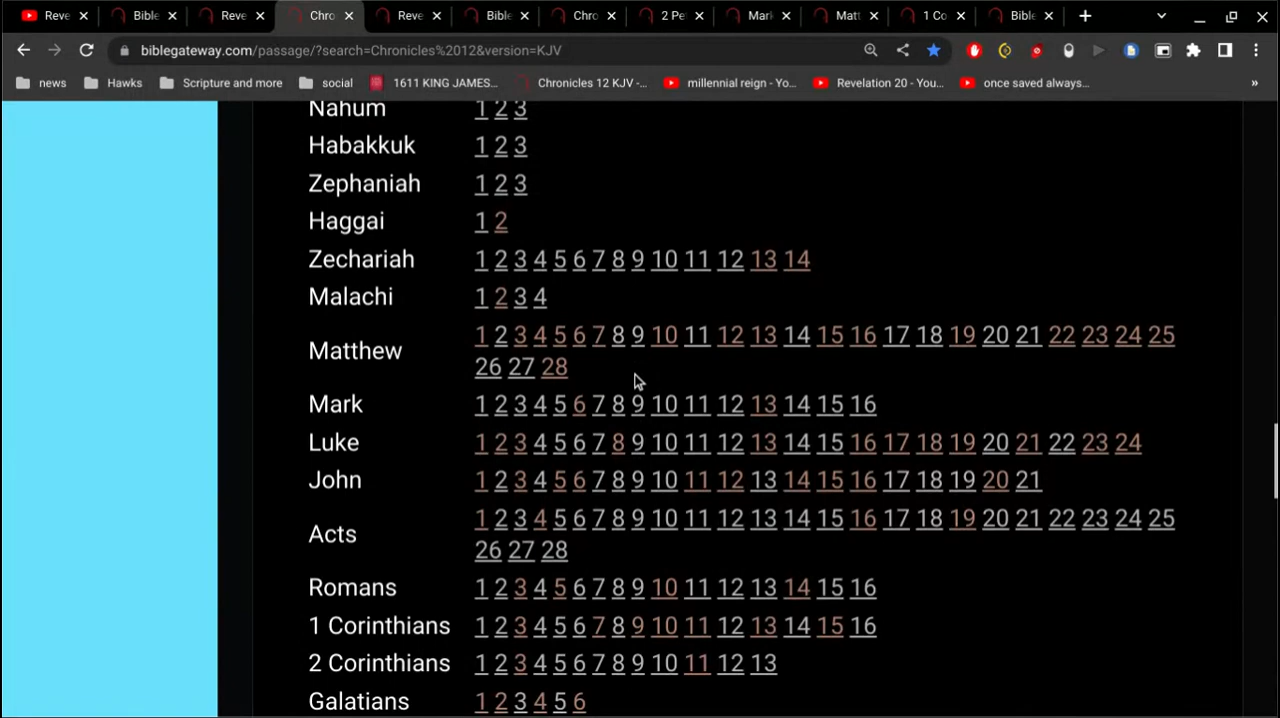 Reve Bible Reve Chro Reve Bible Chro 2 Pe Mark Matt 1 Co Bible
biblegateway.com/passage/?search=Chronicles%2012&version=KJV
news Hawks Scripture and more social 1611 KING JAMES... Chronicles 12 KJV -... millennial reign - Yo... Revelation 20 - You... once saved always... »
Nahum 1 2 3
Habakkuk 1 2 3
Zephaniah 1 2 3
Haggai 1 2
Zechariah 1 2 3 4 5 6 7 8 9 10 11 12 13 14
Malachi 1 2 3 4
Matthew 1 2 3 4 5 6 7 8 9 10 11 12 13 14 15 16 17 18 19 20 21 22 23 24 25
26 27 28
Mark 1 2 3 4 5 6 7 8 9 10 11 12 13 14 15 16
Luke 1 2 3 4 5 6 7 8 9 10 11 12 13 14 15 16 17 18 19 20 21 22 23 24
John 1 2 3 4 5 6 7 8 9 10 11 12 13 14 15 16 17 18 19 20 21
Acts 1 2 3 4 5 6 7 8 9 10 11 12 13 14 15 16 17 18 19 20 21 22 23 24 25
26 27 28
Romans 1 2 3 4 5 6 7 8 9 10 11 12 13 14 15 16
1 Corinthians 1 2 3 4 5 6 7 8 9 10 11 12 13 14 15 16
2 Corinthians 1 2 3 4 5 6 7 8 9 10 11 12 13
Galatians 1 2 3 4 5 6